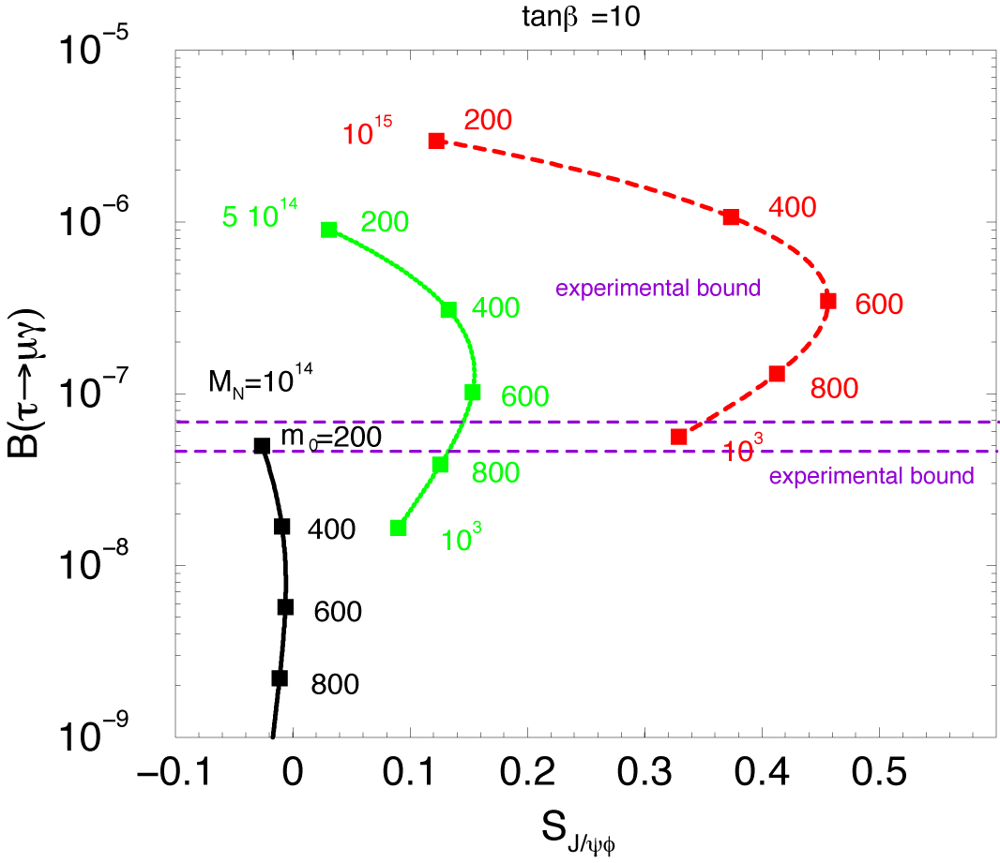 tanβ =10
10⁻⁵
10¹⁵ 200
10⁻⁶
5 10¹⁴ 200
400
400
experimental bound
600
M_N=10¹⁴
10⁻⁷
600
800
m₀=200
10³
800
experimental bound
400
10³
10⁻⁸
600
800
10⁻⁹
B(τ→μγ)
−0.1 0 0.1 0.2 0.3 0.4 0.5
S_J/ψϕ